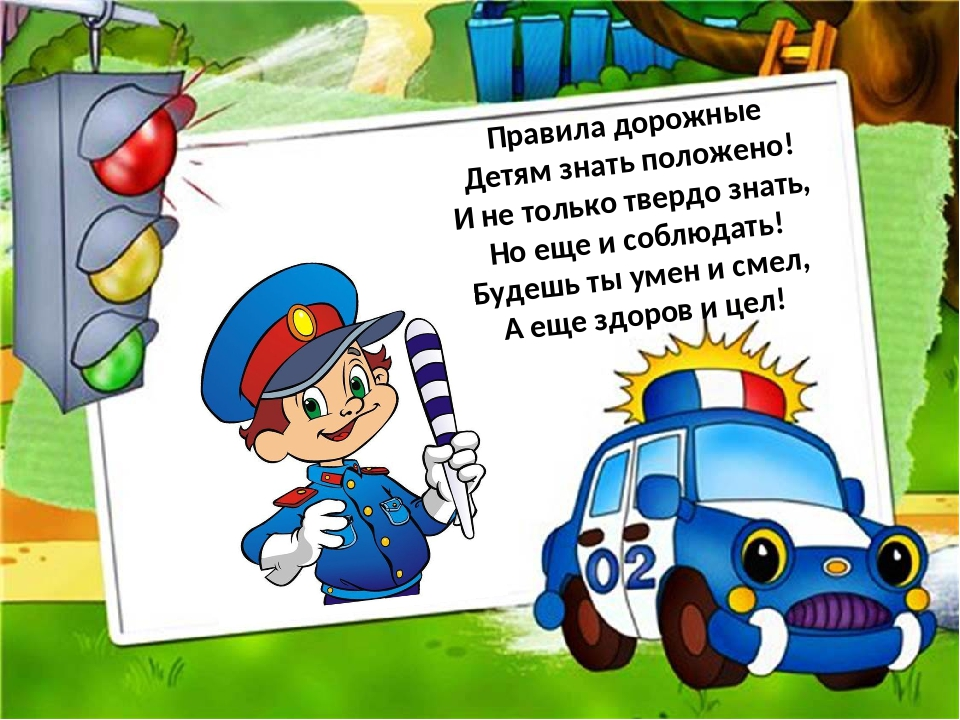 Правила дорожные
Детям знать положено!
И не только твердо знать,
Но еще и соблюдать!
Будешь ты умен и смел,
А еще здоров и цел!
02